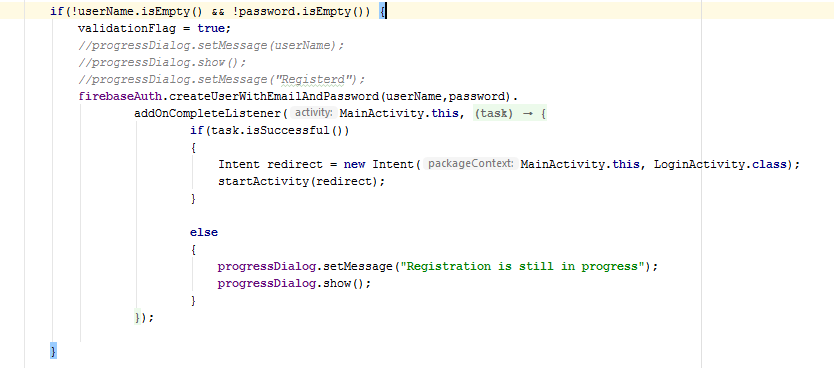 if(!userName.isEmpty() && !password.isEmpty()) {
validationFlag = true;
//progressDialog.setMessage(userName);
//progressDialog.show();
//progressDialog.setMessage("Registerd");
firebaseAuth.createUserWithEmailAndPassword(userName,password).
addOnCompleteListener( activity: MainActivity.this, (task) → {
if(task.isSuccessful())
{
Intent redirect = new Intent( packageContext: MainActivity.this, LoginActivity.class);
startActivity(redirect);
}
else
{
progressDialog.setMessage("Registration is still in progress");
progressDialog.show();
}
});
}